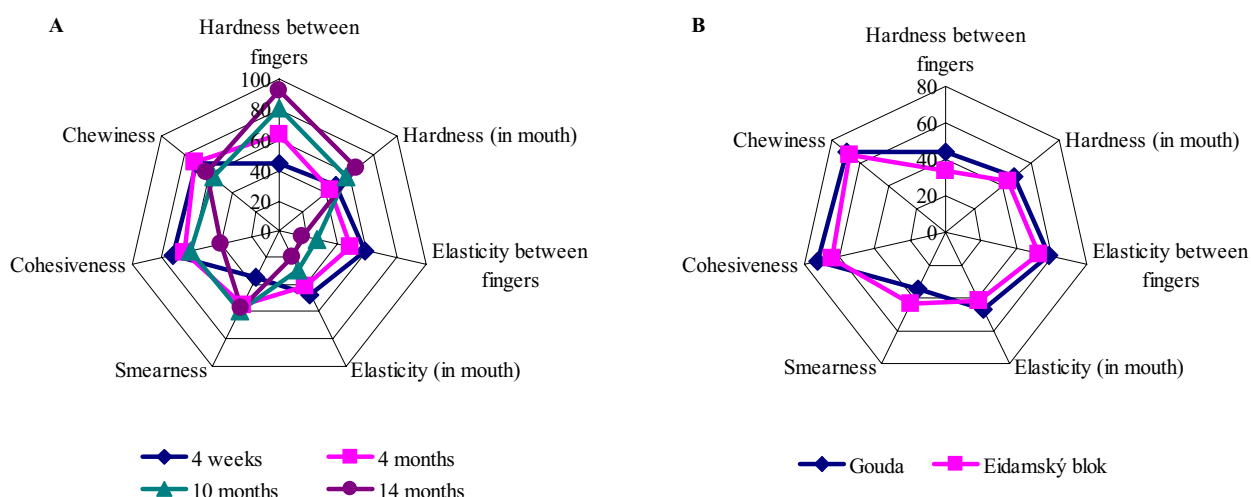 A
Hardness between
fingers
100
80
60
40
20
0
Hardness (in mouth)
Elasticity between
fingers
Elasticity (in mouth)
Smearness
Cohesiveness
Chewiness
4 weeks
4 months
10 months
14 months
B
Hardness between
fingers
80
60
40
20
0
Hardness (in mouth)
Elasticity between
fingers
Elasticity (in mouth)
Smearness
Cohesiveness
Chewiness
Gouda
Eidamský blok